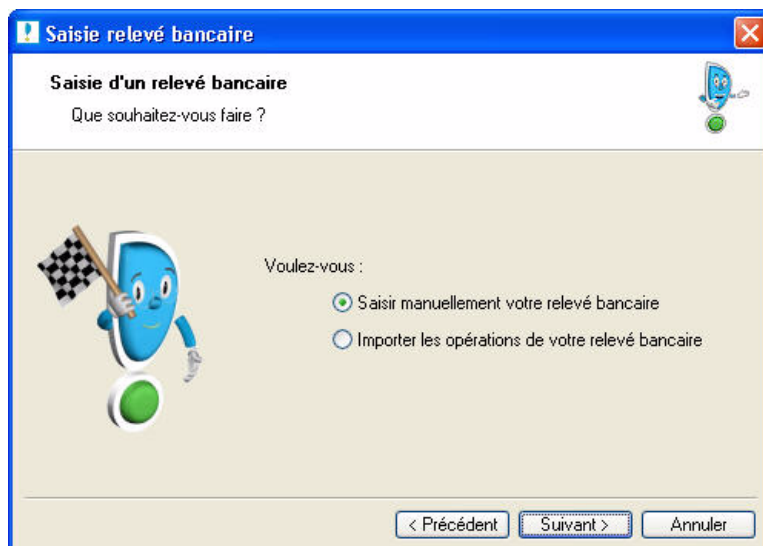 Saisie relevé bancaire
Saisie d'un relevé bancaire
Que souhaitez-vous faire ?
Voulez-vous :
Saisir manuellement votre relevé bancaire
Importer les opérations de votre relevé bancaire
< Précédent
Suivant >
Annuler